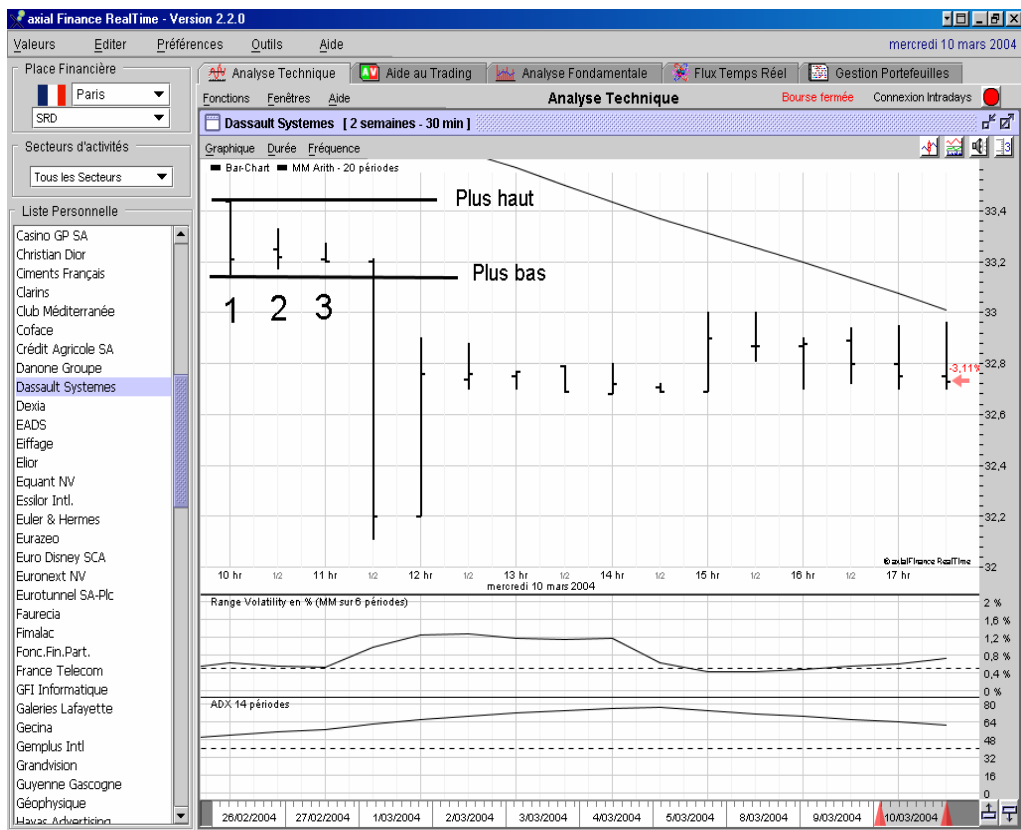 axial Finance RealTime - Version 2.2.0
Valeurs Editer Préférences Outils Aide mercredi 10 mars 2004
Place Financière
Paris
SRD
Secteurs d'activités
Tous les Secteurs
Liste Personnelle
Casino GP SA
Christian Dior
Ciments Français
Clarins
Club Méditerranée
Coface
Crédit Agricole SA
Danone Groupe
Dassault Systemes
Dexia
EADS
Eiffage
Elior
Equant NV
Essilor Intl.
Euler & Hermes
Eurazeo
Euro Disney SCA
Euronext NV
Eurotunnel SA-Plc
Faurecia
Fimalac
Fonc.Fin.Part.
France Telecom
GFI Informatique
Galeries Lafayette
Gecina
Gemplus Intl
Grandvision
Guyenne Gascogne
Géophysique
Havas Advertising
Analyse Technique Aide au Trading Analyse Fondamentale Flux Temps Réel Gestion Portefeuilles
Fonctions Fenêtres Aide Analyse Technique Bourse fermée Connexion Intradays
Dassault Systemes [ 2 semaines - 30 min ]
Graphique Durée Fréquence
Bar-Chart MM Arith - 20 périodes
Plus haut
Plus bas
1 2 3
33,4
33,2
33
32,8
-3,11%
32,6
32,4
32,2
32
© axialFinance RealTime
10 hr 1/2 11 hr 1/2 12 hr 1/2 13 hr 1/2 14 hr 1/2 15 hr 1/2 16 hr 1/2 17 hr
mercredi 10 mars 2004
Range Volatility en % (MM sur 6 périodes)
2 %
1,6 %
1,2 %
0,8 %
0,4 %
0 %
ADX 14 périodes
80
64
48
32
16
0
26/02/2004 27/02/2004 1/03/2004 2/03/2004 3/03/2004 4/03/2004 5/03/2004 8/03/2004 9/03/2004 10/03/2004